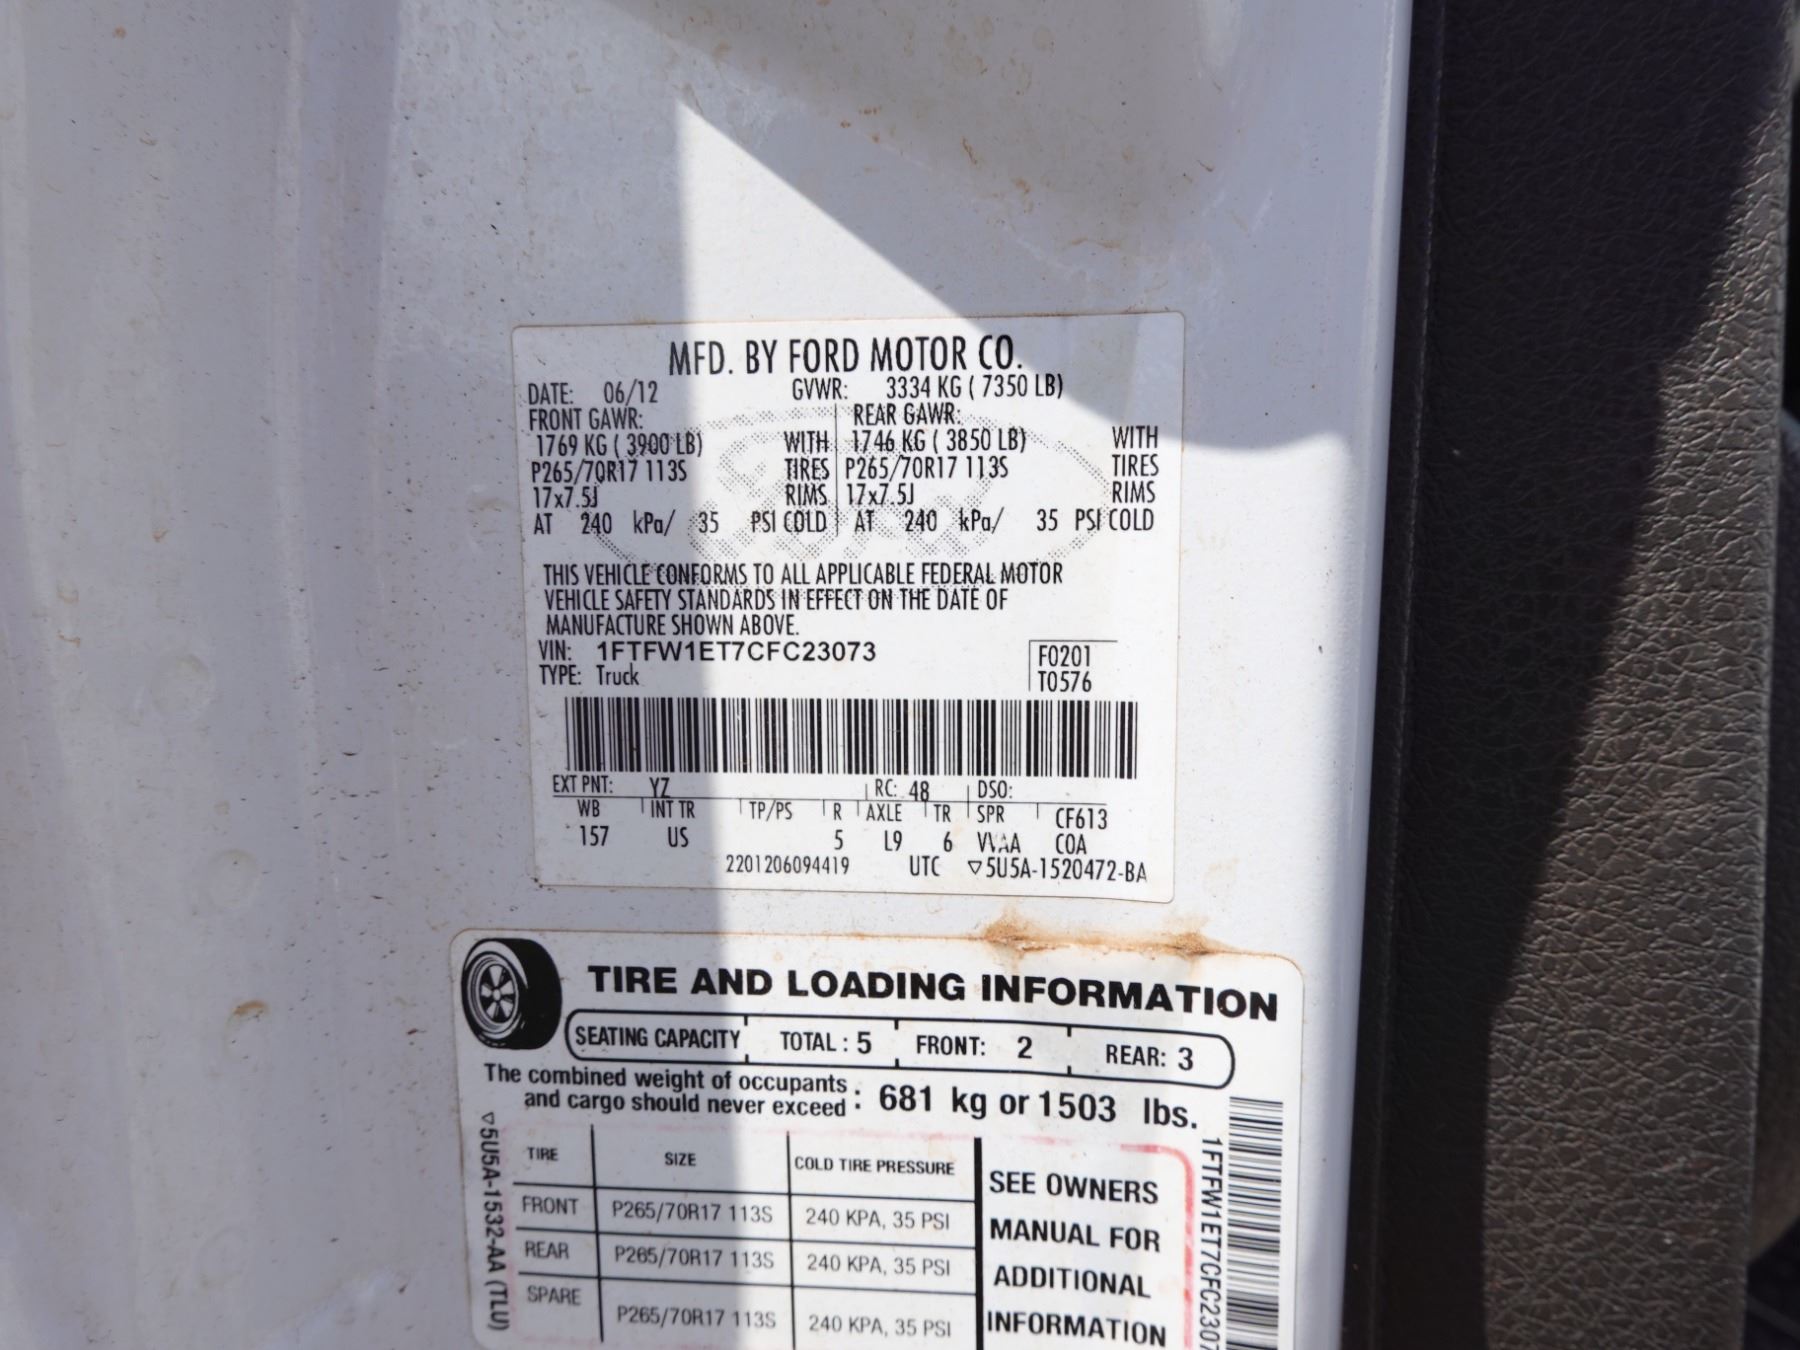 MFD. BY FORD MOTOR CO.
DATE: 06/12 GVWR: 3334 KG ( 7350 LB)
FRONT GAWR: REAR GAWR:
1769 KG ( 3900 LB) WITH 1746 KG ( 3850 LB) WITH
P265/70R17 113S TIRES P265/70R17 113S TIRES
17x7.5J RIMS 17x7.5J RIMS
AT 240 kPa/ 35 PSI COLD AT 240 kPa/ 35 PSI COLD
THIS VEHICLE CONFORMS TO ALL APPLICABLE FEDERAL MOTOR
VEHICLE SAFETY STANDARDS IN EFFECT ON THE DATE OF
MANUFACTURE SHOWN ABOVE.
VIN: 1FTFW1ET7CFC23073 F0201
TYPE: Truck T0576
EXT PNT: YZ RC: 48 DSO:
WB INT TR TP/PS R AXLE TR SPR CF613
157 US 5 L9 6 VVAA COA
2201206094419 UTC ▽5U5A-1520472-BA
TIRE AND LOADING INFORMATION
SEATING CAPACITY TOTAL : 5 FRONT: 2 REAR: 3
The combined weight of occupants
and cargo should never exceed : 681 kg or 1503 lbs.
TIRE SIZE COLD TIRE PRESSURE
FRONT P265/70R17 113S 240 KPA, 35 PSI
REAR P265/70R17 113S 240 KPA, 35 PSI
SPARE P265/70R17 113S 240 KPA, 35 PSI
SEE OWNERS
MANUAL FOR
ADDITIONAL
INFORMATION
▽5U5A-1532-AA (TLU)
1FTFW1ET7CFC2307